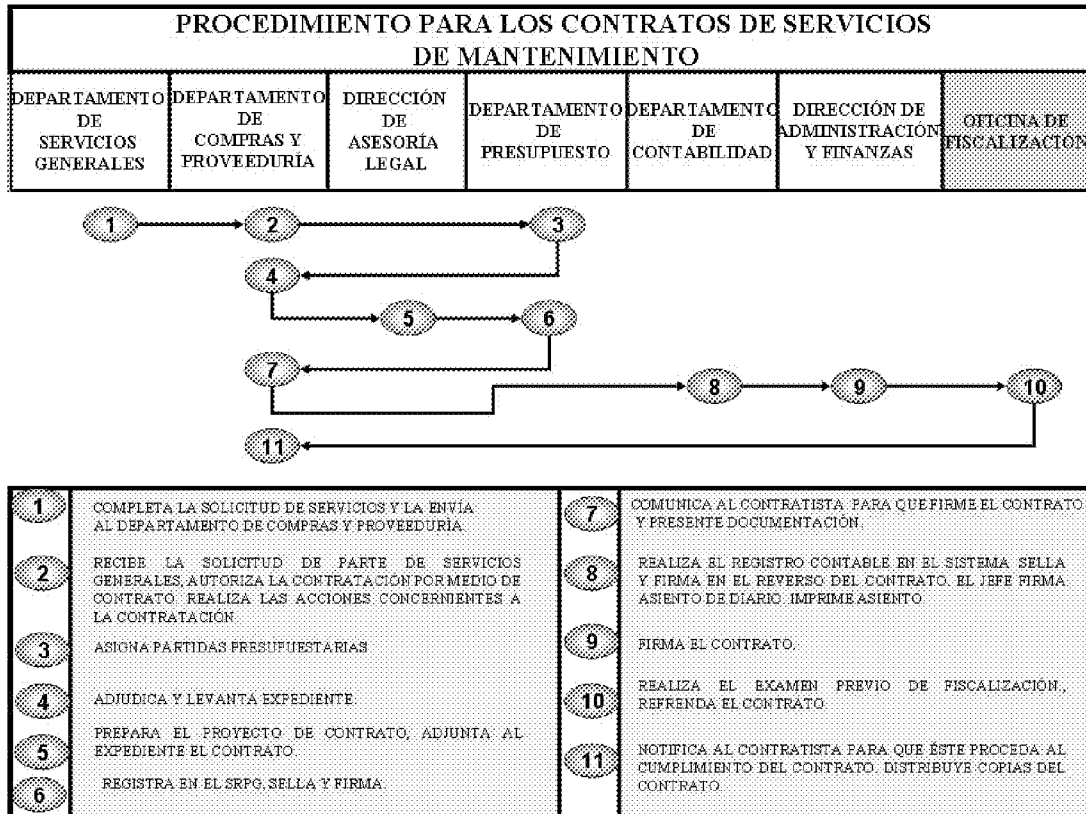 PROCEDIMIENTO PARA LOS CONTRATOS DE SERVICIOS
DE MANTENIMIENTO
DEPARTAMENTO
DE
SERVICIOS
GENERALES
DEPARTAMENTO
DE
COMPRAS Y
PROVEEDURÍA
DIRECCIÓN
DE
ASESORÍA
LEGAL
DEPARTAMENTO
DE
PRESUPUESTO
DEPARTAMENTO
DE
CONTABILIDAD
DIRECCIÓN DE
ADMINISTRACIÓN
Y FINANZAS
OFICINA DE
FISCALIZACIÓN
1
2
3
4
5
6
7
8
9
10
11
1
COMPLETA LA SOLICITUD DE SERVICIOS Y LA ENVÍA
AL DEPARTAMENTO DE COMPRAS Y PROVEEDURÍA
2
RECIBE LA SOLICITUD DE PARTE DE SERVICIOS
GENERALES, AUTORIZA LA CONTRATACIÓN POR MEDIO DE
CONTRATO. REALIZA LAS ACCIONES CONCERNIENTES A
LA CONTRATACIÓN
3
ASIGNA PARTIDAS PRESUPUESTARIAS
4
ADJUDICA Y LEVANTA EXPEDIENTE.
5
PREPARA EL PROYECTO DE CONTRATO, ADJUNTA AL
EXPEDIENTE EL CONTRATO.
6
REGISTRA EN EL SRPG, SELLA Y FIRMA.
7
COMUNICA AL CONTRATISTA PARA QUE FIRME EL CONTRATO
Y PRESENTE DOCUMENTACIÓN.
8
REALIZA EL REGISTRO CONTABLE EN EL SISTEMA SELLA
Y FIRMA EN EL REVERSO DEL CONTRATO. EL JEFE FIRMA
ASIENTO DE DIARIO. IMPRIME ASIENTO
9
FIRMA EL CONTRATO.
10
REALIZA EL EXAMEN PREVIO DE FISCALIZACIÓN,
REFRENDA EL CONTRATO
11
NOTIFICA AL CONTRATISTA PARA QUE ÉSTE PROCEDA AL
CUMPLIMIENTO DEL CONTRATO. DISTRIBUYE COPIAS DEL
CONTRATO